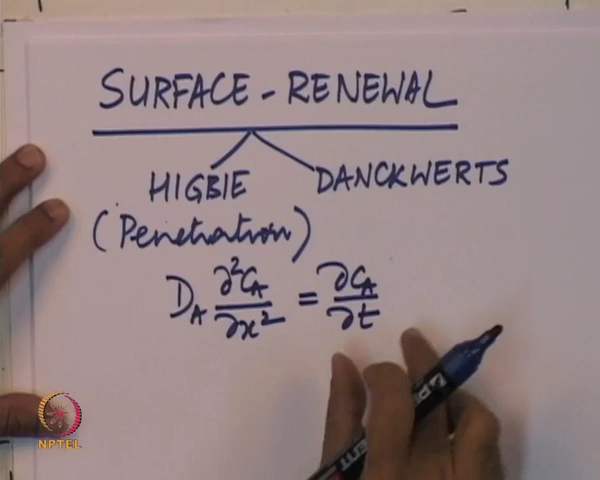 SURFACE - RENEWAL
HIGBIE DANCKWERTS
(Penetration)
D_A ∂²C_A/∂x² = ∂C_A/∂t
NPTEL